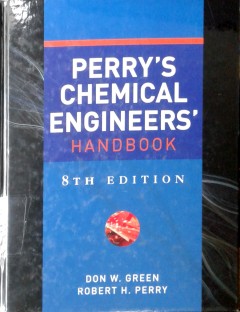 PERRY'S
CHEMICAL
ENGINEERS'
HANDBOOK
8TH EDITION
DON W. GREEN
ROBERT H. PERRY